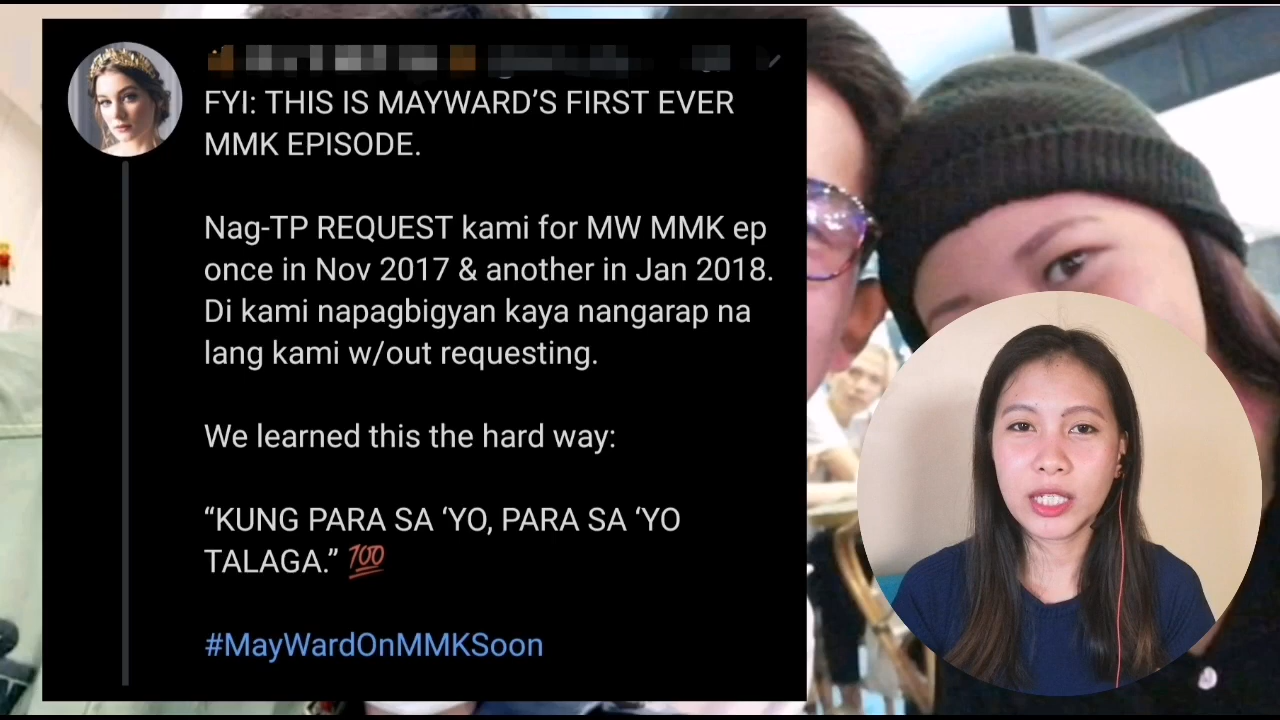 FYI: THIS IS MAYWARD’S FIRST EVER
MMK EPISODE.
Nag-TP REQUEST kami for MW MMK ep
once in Nov 2017 & another in Jan 2018.
Di kami napagbigyan kaya nangarap na
lang kami w/out requesting.
We learned this the hard way:
“KUNG PARA SA ‘YO, PARA SA ‘YO
TALAGA.” 💯
#MayWardOnMMKSoon